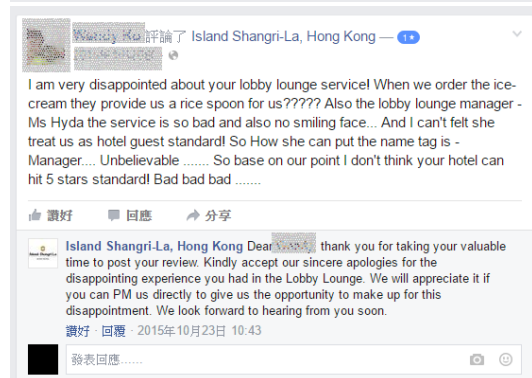 評論了 Island Shangri-La, Hong Kong — 1★
I am very disappointed about your lobby lounge service! When we order the ice-
cream they provide us a rice spoon for us????? Also the lobby lounge manager -
Ms Hyda the service is so bad and also no smiling face... And I can't felt she
treat us as hotel guest standard! So How she can put the name tag is -
Manager.... Unbelievable ....... So base on our point I don't think your hotel can
hit 5 stars standard! Bad bad bad .......
讚好 回應 分享
Island Shangri-La, Hong Kong Dear thank you for taking your valuable
time to post your review. Kindly accept our sincere apologies for the
disappointing experience you had in the Lobby Lounge. We will appreciate it if
you can PM us directly to give us the opportunity to make up for this
disappointment. We look forward to hearing from you soon.
讚好 · 回覆 · 2015年10月23日 10:43
發表回應......